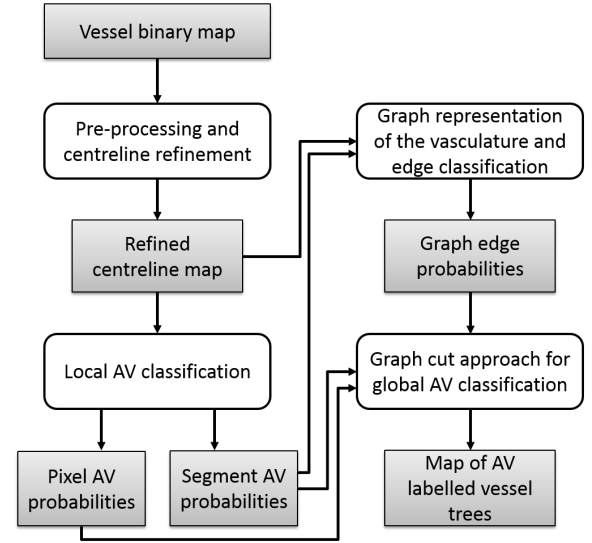 Vessel binary map
Pre-processing and
centreline refinement
Refined
centreline map
Local AV classification
Pixel AV
probabilities
Segment AV
probabilities
Graph representation
of the vasculature and
edge classification
Graph edge
probabilities
Graph cut approach for
global AV classification
Map of AV
labelled vessel
trees